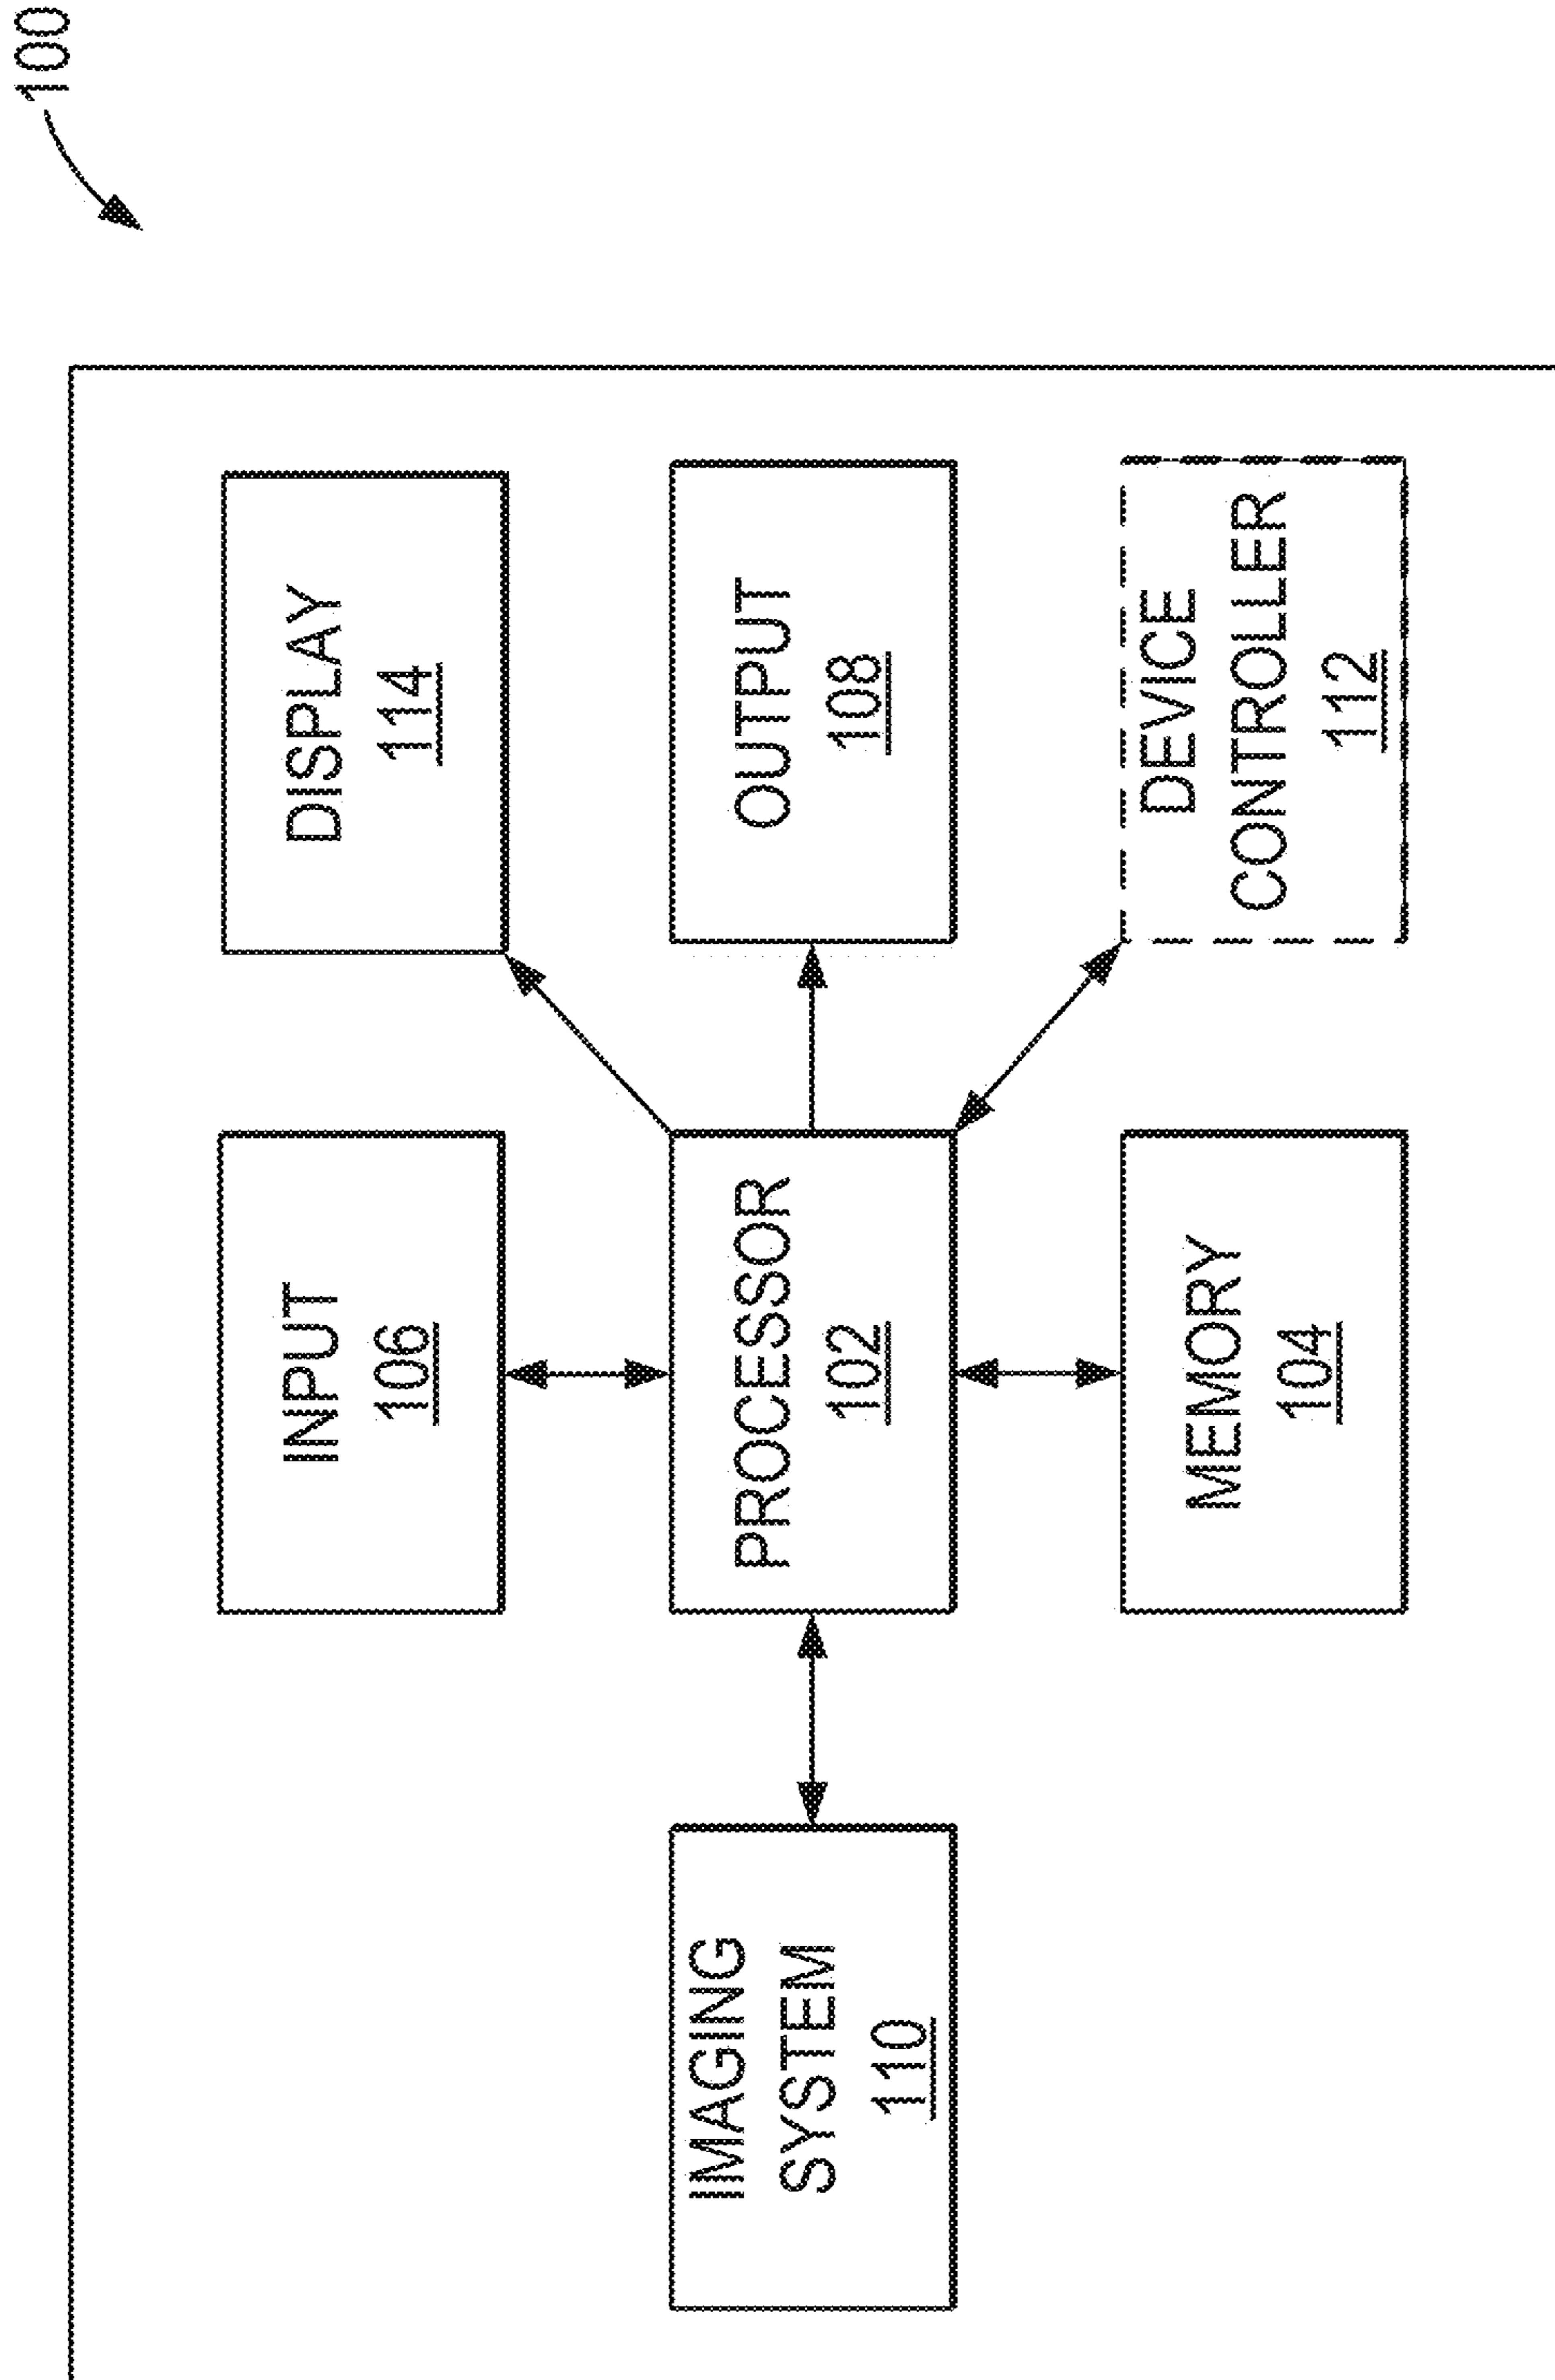 100
INPUT
106
DISPLAY
114
IMAGING
SYSTEM
110
PROCESSOR
102
OUTPUT
108
MEMORY
104
DEVICE
CONTROLLER
112